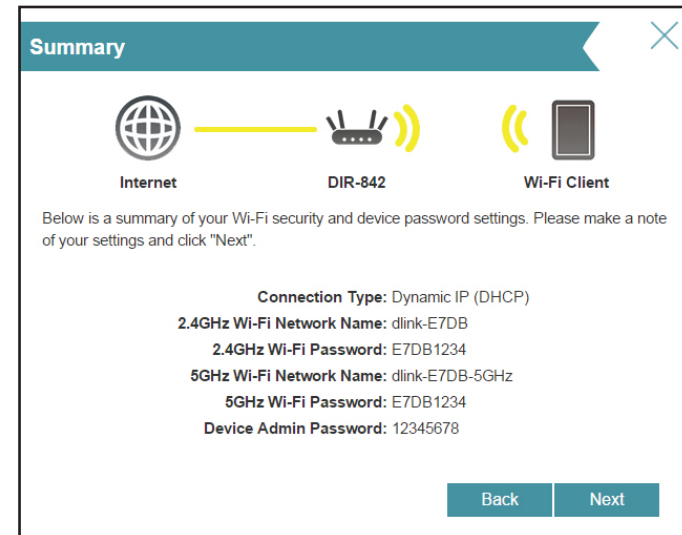 Summary
Internet
DIR-842
Wi-Fi Client
Below is a summary of your Wi-Fi security and device password settings. Please make a note
of your settings and click "Next".
Connection Type: Dynamic IP (DHCP)
2.4GHz Wi-Fi Network Name: dlink-E7DB
2.4GHz Wi-Fi Password: E7DB1234
5GHz Wi-Fi Network Name: dlink-E7DB-5GHz
5GHz Wi-Fi Password: E7DB1234
Device Admin Password: 12345678
Back
Next